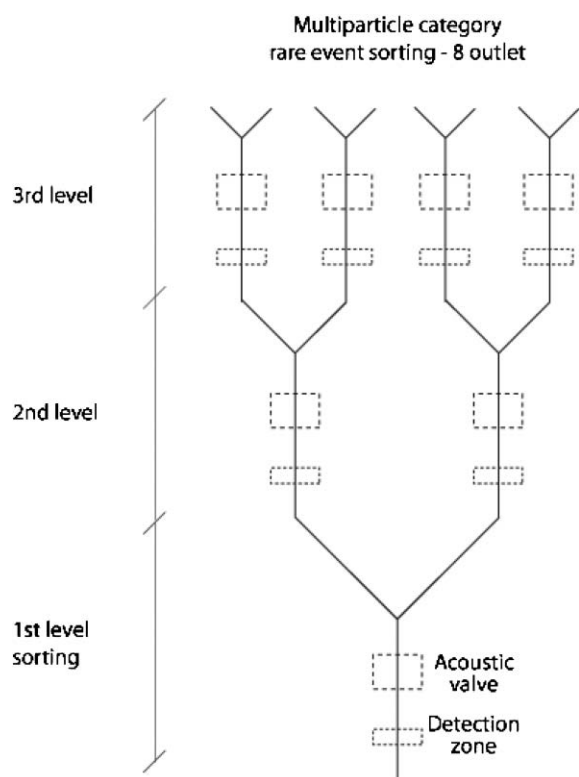 Multiparticle category
rare event sorting - 8 outlet
3rd level
2nd level
1st level
sorting
Acoustic
valve
Detection
zone